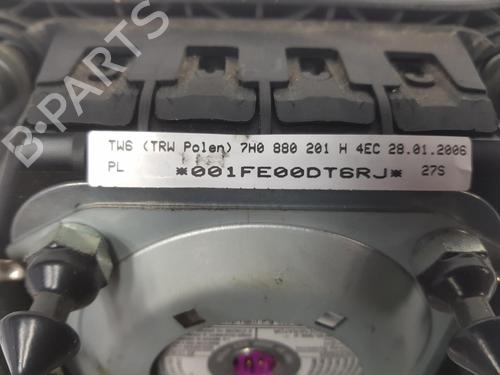 B-PARTS
TW6 (TRW Polen) 7H0 880 201 H 4EC 28.01.2006
PL *001FE00DT6RJ* 27S